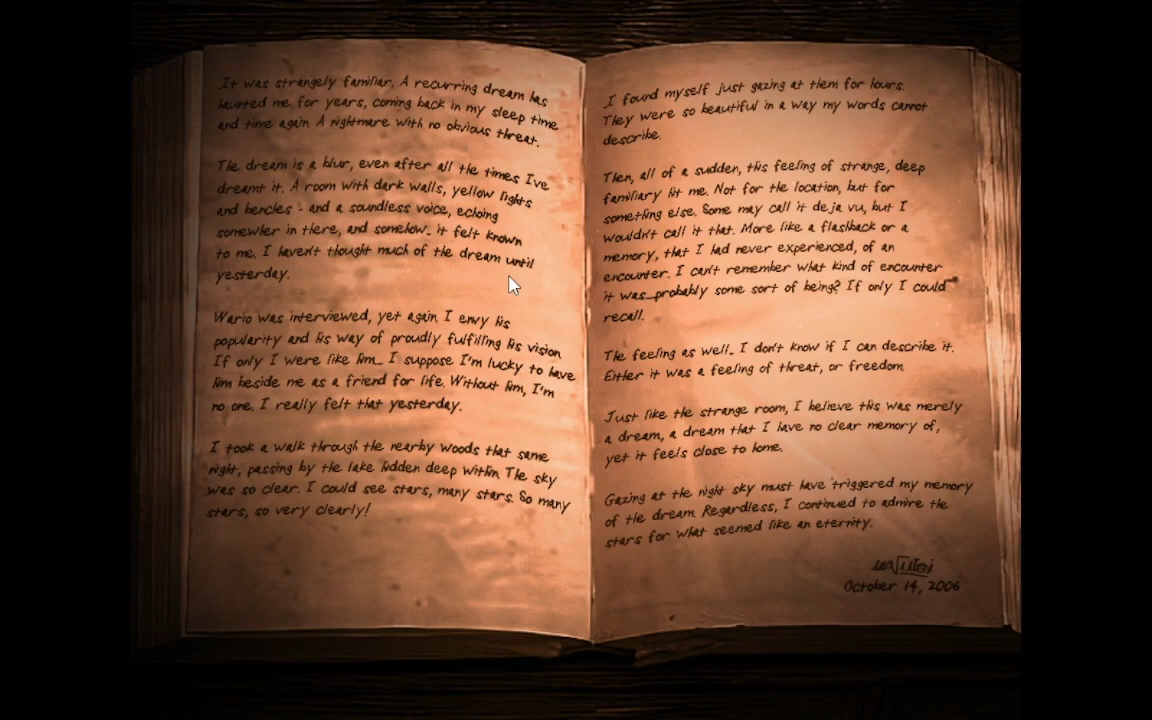 It was strangely familiar. A recurring dream has
haunted me for years, coming back in my sleep time
and time again. A nightmare with no obvious threat.
The dream is a blur, even after all the times I've
dreamt it. A room with dark walls, yellow lights
and bencles - and a soundless voice, echoing
somewher in there, and somehow.. it felt known
to me. I haven't thought much of the dream until
yesterday.
Wario was interviewed, yet again. I envy his
popularity and his way of proudly fulfilling his vision.
If only I were like him... I suppose I'm lucky to have
him beside me as a friend for life. Without him, I'm
no one. I really felt that yesterday.
I took a walk through the nearby woods that same
night, passing by the lake hidden deep within. The sky
was so clear. I could see stars, many stars. So many
stars, so very clearly!
I found myself just gazing at them for hours.
They were so beautiful in a way my words cannot
describe.
Then, all of a sudden, this feeling of strange, deep
familiary hit me. Not for the location, but for
something else. Some may call it deja vu, but I
wouldn't call it that. More like a flashback or a
memory, that I had never experienced, of an
encounter. I can't remember what kind of encounter
it was... probably some sort of being? If only I could
recall.
The feeling as well.. I don't know if I can describe it.
Either it was a feeling of threat, or freedom.
Just like the strange room, I believe this was merely
a dream, a dream that I have no clear memory of,
yet it feels close to home.
Gazing at the night sky must have triggered my memory
of the dream. Regardless, I continued to admire the
stars for what seemed like an eternity.
October 14, 2006